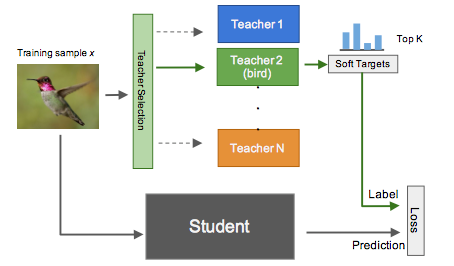 Training sample x
Teacher Selection
Teacher 1
Teacher 2
(bird)
Teacher N
Top K
Soft Targets
Student
Label
Prediction
Loss